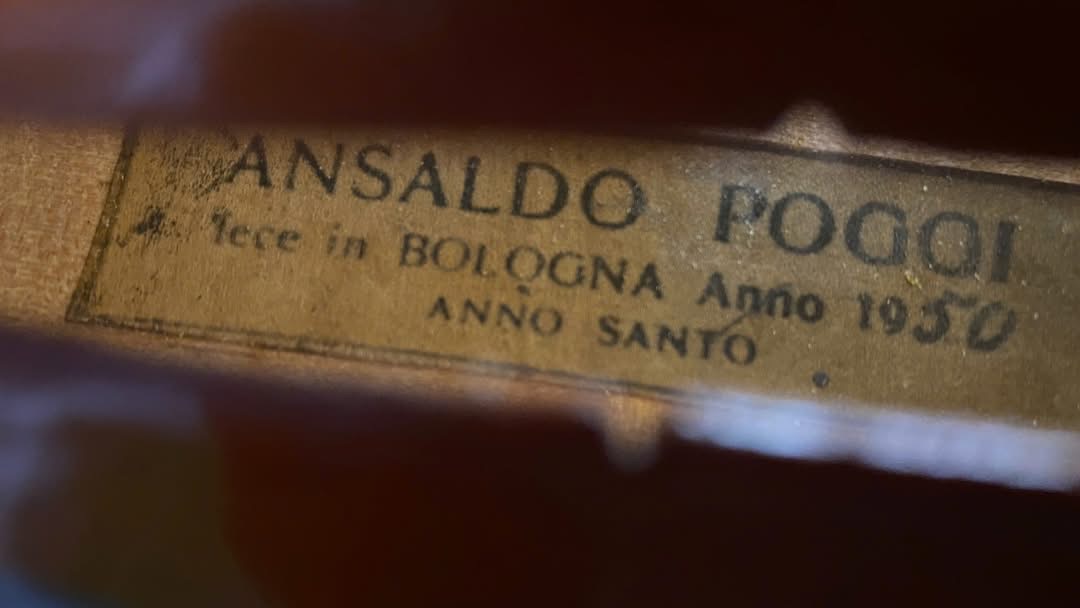 ANSALDO POGGI
fece in BOLOGNA Anno 1950
ANNO SANTO